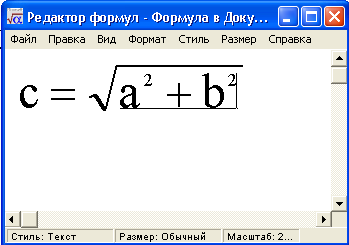 Редактор формул - Формула в Доку...
Файл Правка Вид Формат Стиль Размер Справка
c = √a² + b²
Стиль: Текст Размер: Обычный Масштаб: 2...